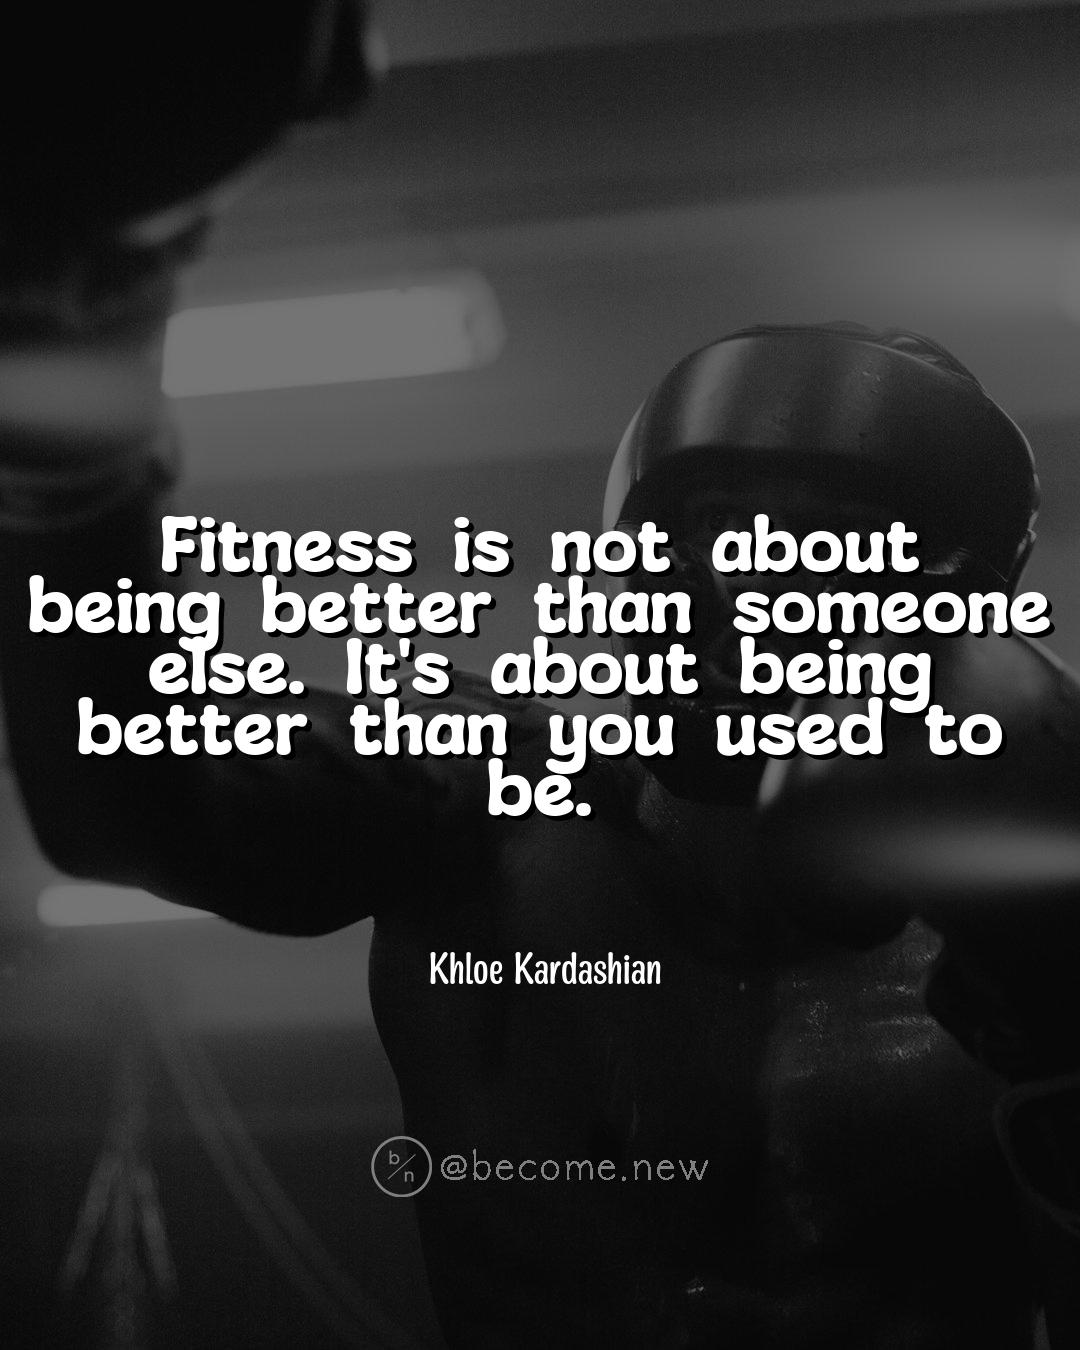 Fitness is not about
being better than someone
else. It's about being
better than you used to
be.
Khloe Kardashian
b/n @become.new